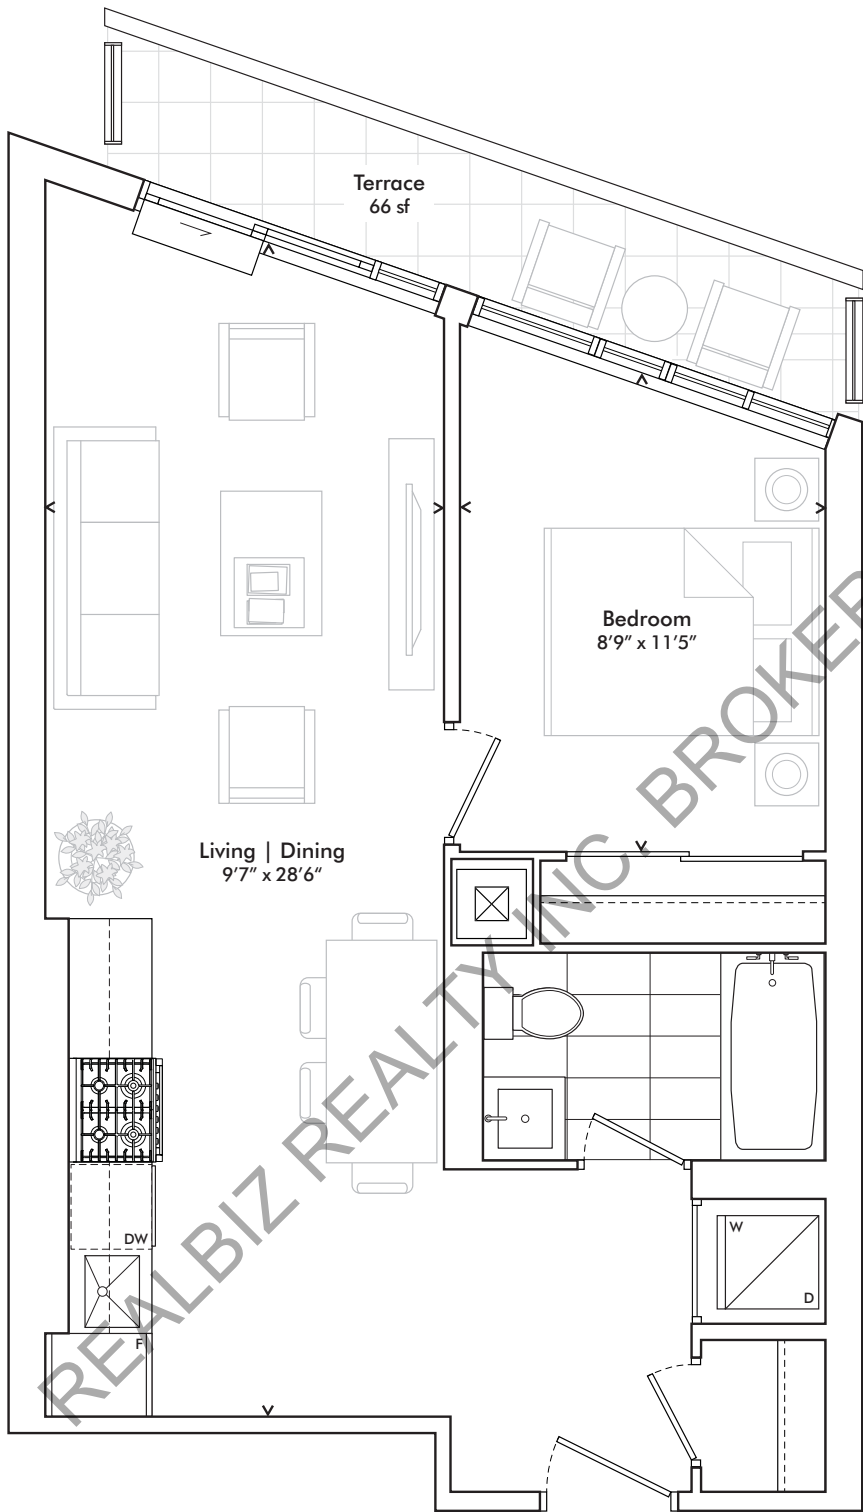 Terrace
66 sf
Bedroom
8’9” x 11’5”
Living | Dining
9’7” x 28’6”
DW
W
D
F
REALBIZ REALTY INC. BROKER